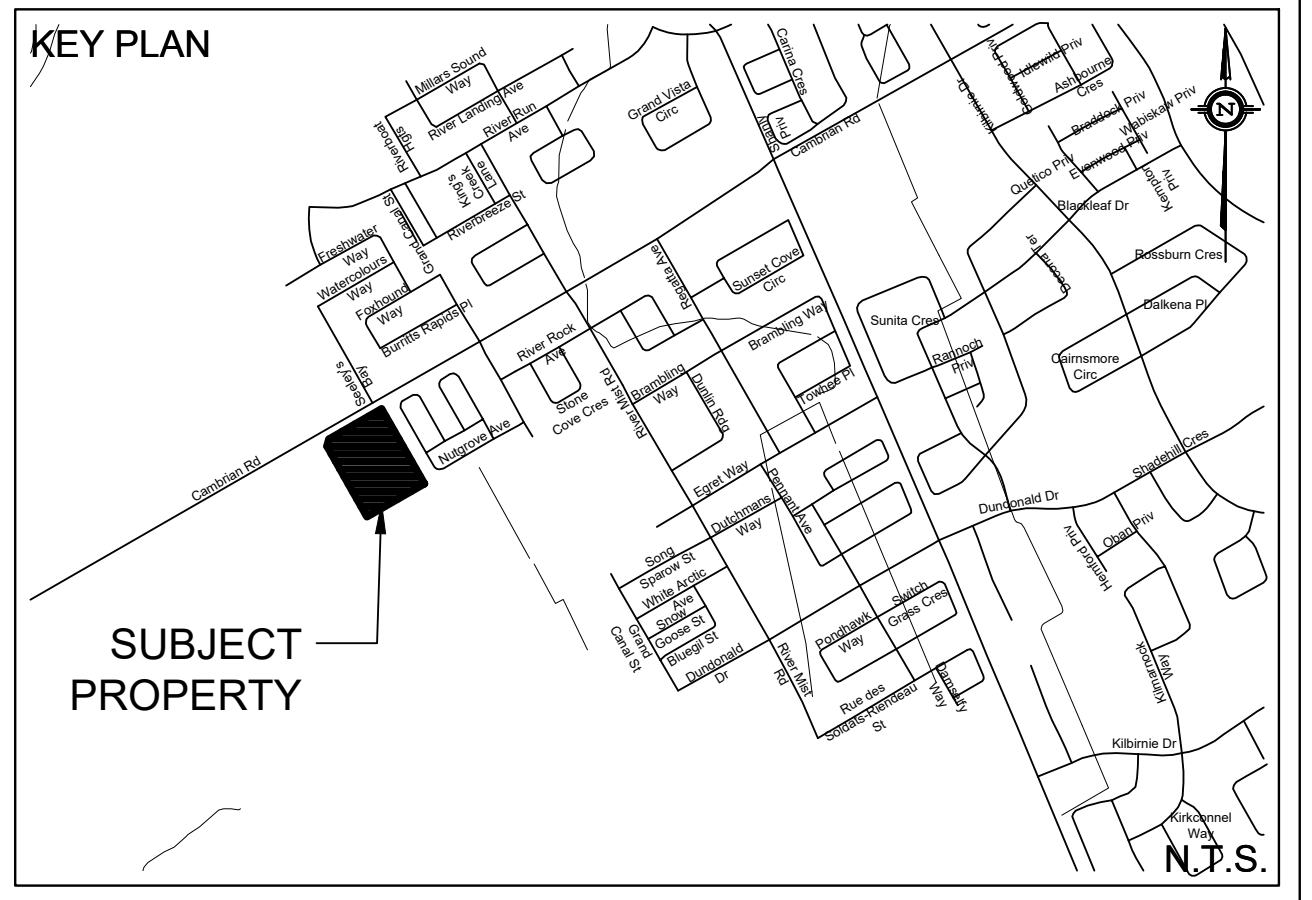 KEY PLAN
Millars Sound
Way
River Landing Ave
River Run
Ave
Riverboat
Hgts
Grand Vista
Circ
Carina Cres
Priv
Cambrian Rd
Kilbirnie Dr
Goldwood Priv
Idlewild Priv
Ashbourne
Cres
Braddock Priv
Wabiskaw Priv
Evenwood Priv
Quetico Priv
Kempton
Priv
Blackleaf Dr
N
King's
Creek
Lane
Riverbreeze St
Grand Canal St
Freshwater
Way
Watercolours
Way
Foxhound
Way
Burritts Rapids Pl
Seeley's
Bay
Regatta Ave
Sunset Cove
Circ
Brambling Way
Sunita Cres
Rossburn Cres
Dalkena Pl
Cairnsmore
Circ
Rannoch
Priv
River Rock
Ave
Stone
Cove Cres
River Mist Rd
Brambling
Way
Dunlin Rdg
Towhee Pl
Nutgrove Ave
Cambrian Rd
Egret Way
Dutchmans
Way
Pennant Ave
Dundonald Dr
Shadehill Cres
Oban Priv
Hemford Priv
Song
Sparow St
White Arctic
Ave
Snow
Goose St
Bluegil St
Grand
Canal St
Dundonald
Dr
River Mist
Rd
Pondhawk
Way
Switch
Grass Cres
Damselfy
Way
Rue des
Soldats-Riendeau
St
Kilmarnock
Way
Kilbirnie Dr
Kirkconnel
Way
SUBJECT
PROPERTY
N.T.S.